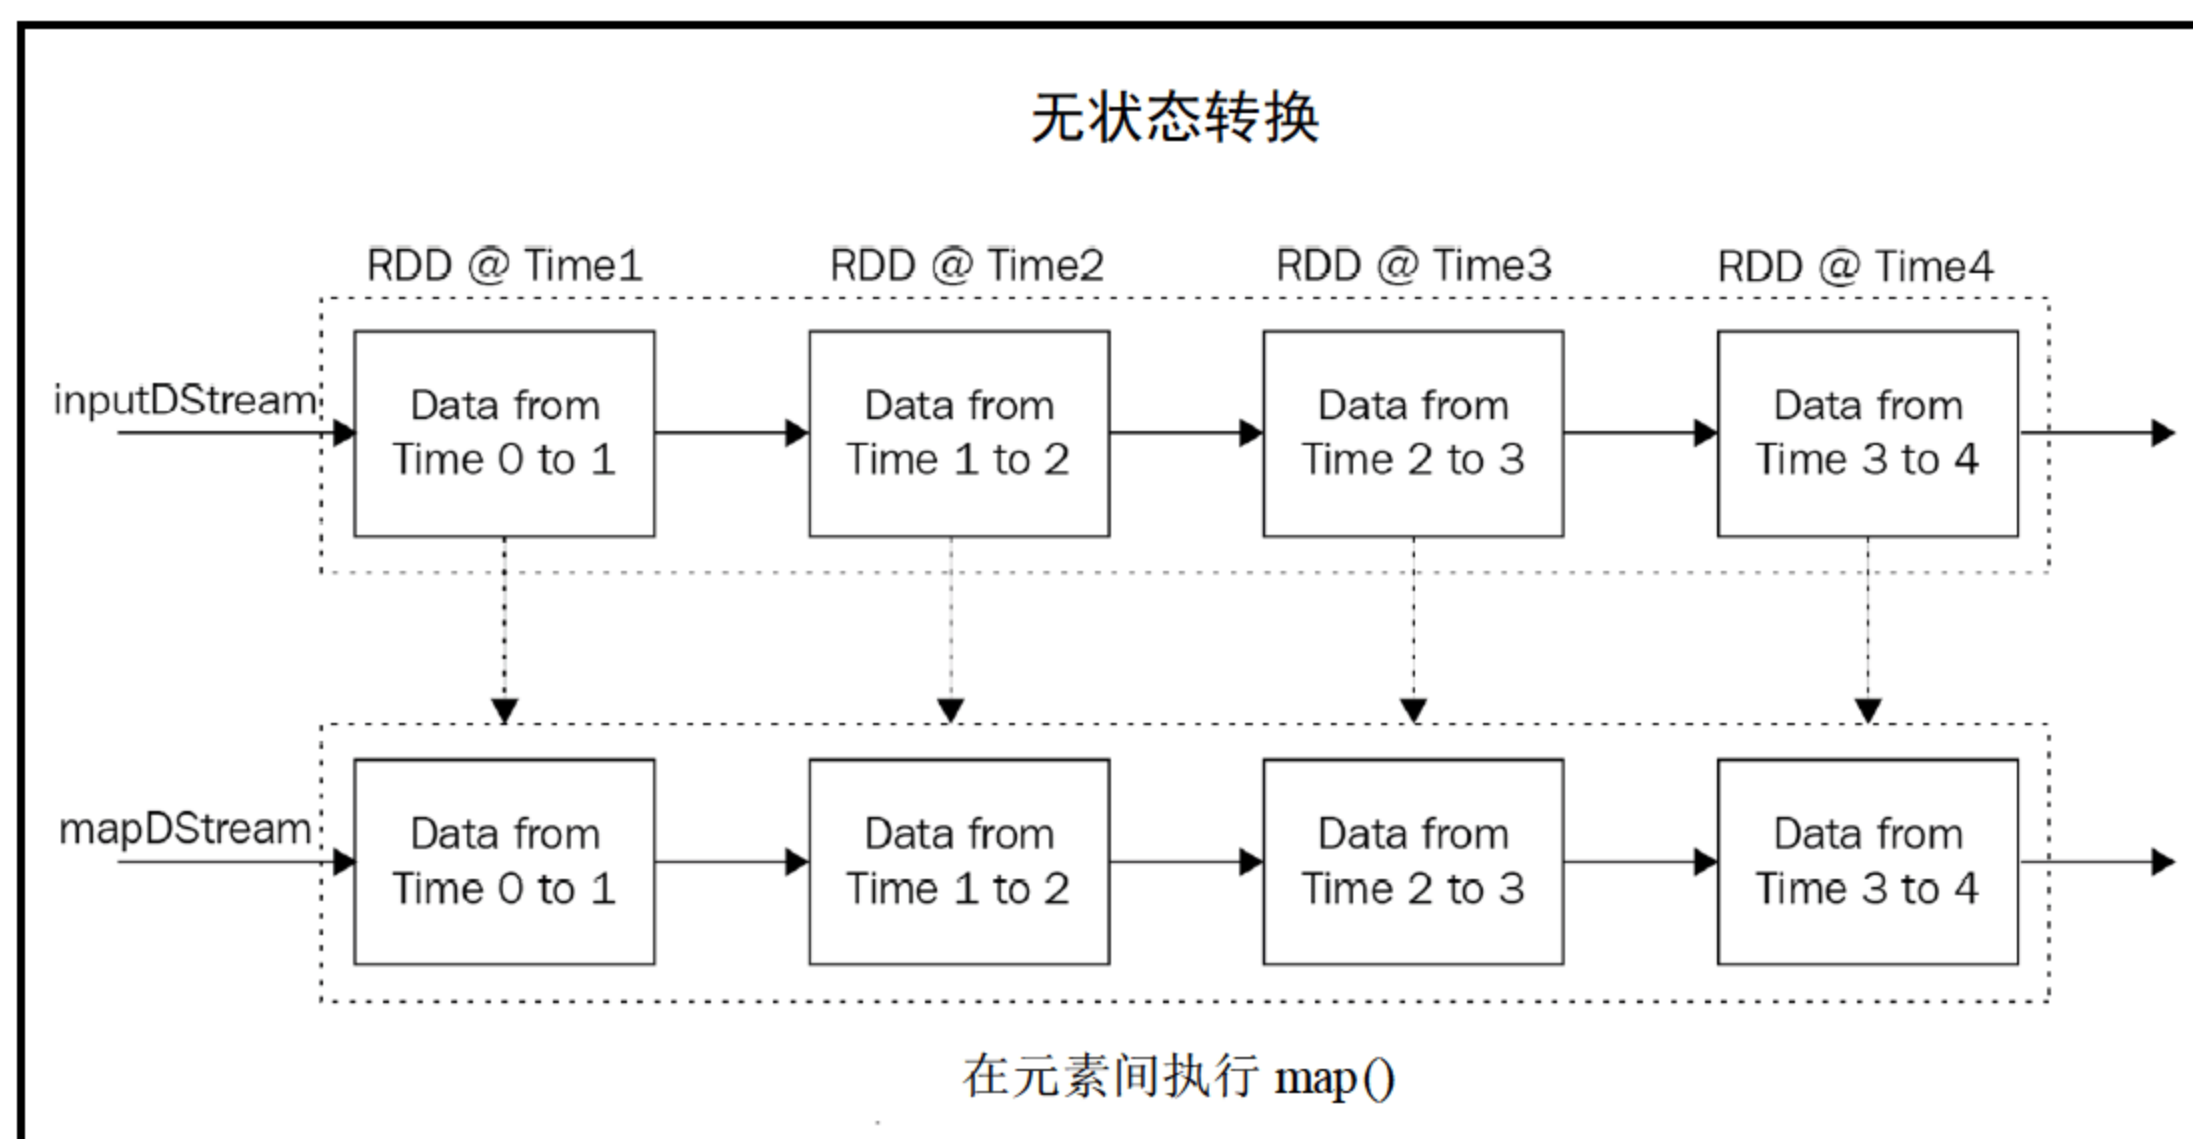 无状态转换
RDD @ Time1 RDD @ Time2 RDD @ Time3 RDD @ Time4
inputDStream
Data from
Time 0 to 1
Data from
Time 1 to 2
Data from
Time 2 to 3
Data from
Time 3 to 4
mapDStream
Data from
Time 0 to 1
Data from
Time 1 to 2
Data from
Time 2 to 3
Data from
Time 3 to 4
在元素间执行 map()